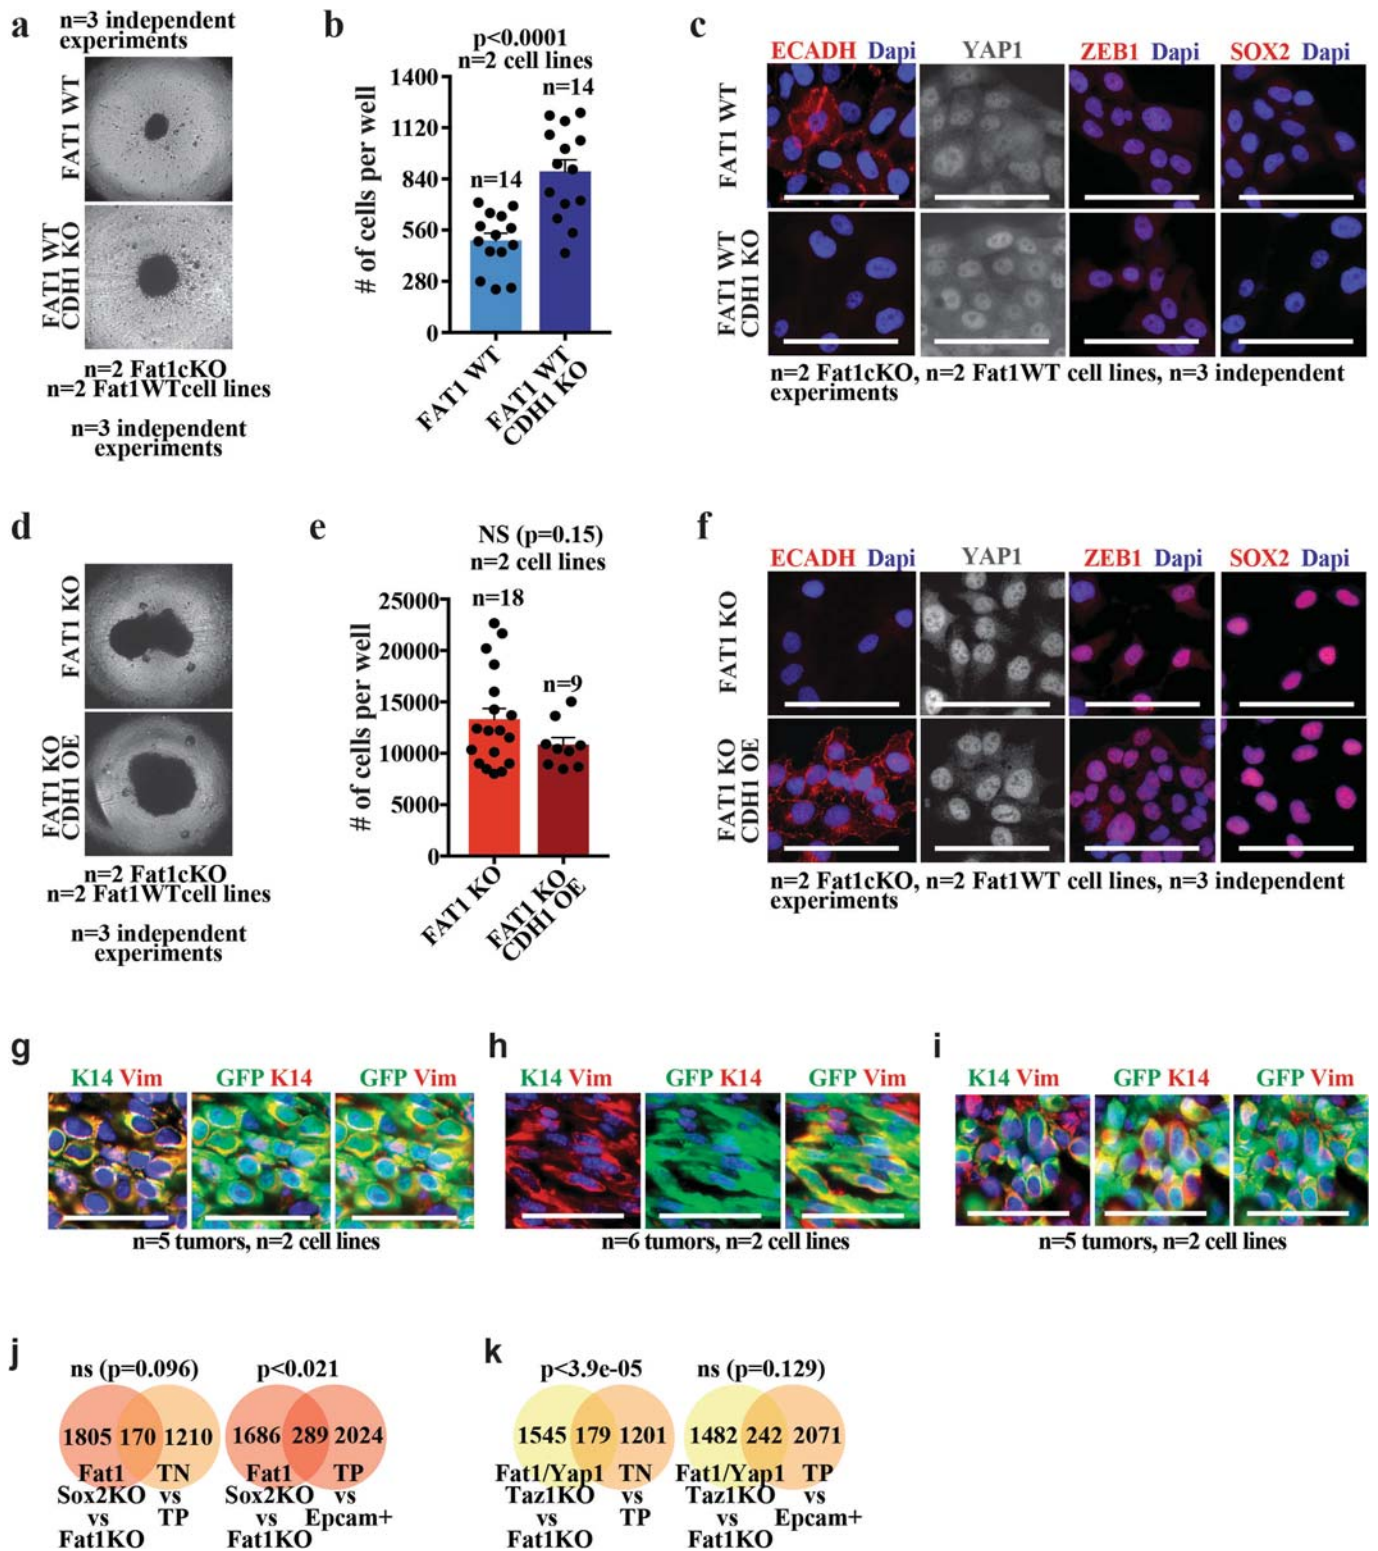 a
n=3 independent
experiments
FAT1 WT
FAT1 WT
CDH1 KO
n=2 Fat1cKO
n=2 Fat1WTcell lines
n=3 independent
experiments
b
p<0.0001
n=2 cell lines
# of cells per well
1400
1120
840
560
280
0
n=14
n=14
FAT1 WT
FAT1 WT
CDH1 KO
c
ECADH Dapi
YAP1
ZEB1 Dapi
SOX2 Dapi
FAT1 WT
FAT1 WT
CDH1 KO
n=2 Fat1cKO, n=2 Fat1WT cell lines, n=3 independent
experiments
d
FAT1 KO
FAT1 KO
CDH1 OE
n=2 Fat1cKO
n=2 Fat1WTcell lines
n=3 independent
experiments
e
NS (p=0.15)
n=2 cell lines
# of cells per well
25000
20000
15000
10000
5000
0
n=18
n=9
FAT1 KO
FAT1 KO
CDH1 OE
f
ECADH Dapi
YAP1
ZEB1 Dapi
SOX2 Dapi
FAT1 KO
FAT1 KO
CDH1 OE
n=2 Fat1cKO, n=2 Fat1WT cell lines, n=3 independent
experiments
g
K14 Vim
GFP K14
GFP Vim
n=5 tumors, n=2 cell lines
h
K14 Vim
GFP K14
GFP Vim
n=6 tumors, n=2 cell lines
i
K14 Vim
GFP K14
GFP Vim
n=5 tumors, n=2 cell lines
j
ns (p=0.096)
1805 170 1210
Fat1
Sox2KO
vs
Fat1KO
TN
vs
TP
p<0.021
1686 289 2024
Fat1
Sox2KO
vs
Fat1KO
TP
vs
Epcam+
k
p<3.9e-05
1545 179 1201
Fat1/Yap1
Taz1KO
vs
Fat1KO
TN
vs
TP
ns (p=0.129)
1482 242 2071
Fat1/Yap1
Taz1KO
vs
Fat1KO
TP
vs
Epcam+